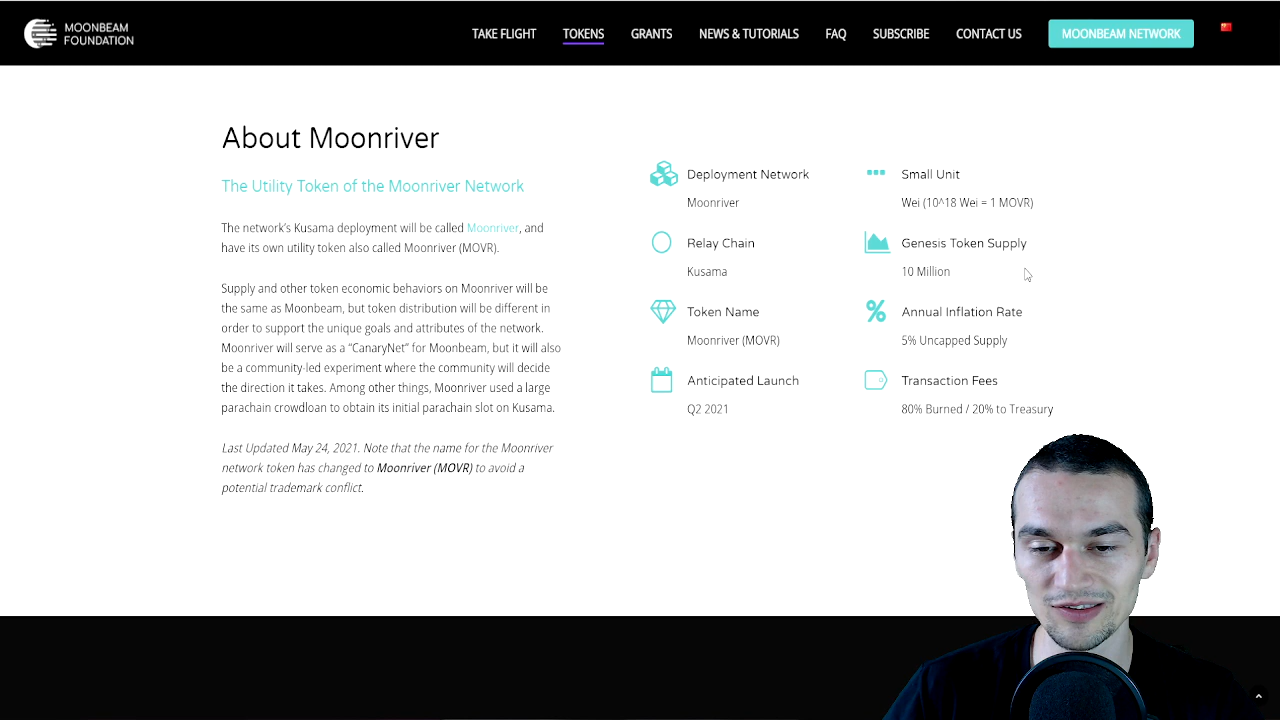 MOONBEAM
FOUNDATION
TAKE FLIGHT
TOKENS
GRANTS
NEWS & TUTORIALS
FAQ
SUBSCRIBE
CONTACT US
MOONBEAM NETWORK
About Moonriver
The Utility Token of the Moonriver Network
The network's Kusama deployment will be called Moonriver, and
have its own utility token also called Moonriver (MOVR).
Supply and other token economic behaviors on Moonriver will be
the same as Moonbeam, but token distribution will be different in
order to support the unique goals and attributes of the network.
Moonriver will serve as a “CanaryNet” for Moonbeam, but it will also
be a community-led experiment where the community will decide
the direction it takes. Among other things, Moonriver used a large
parachain crowdloan to obtain its initial parachain slot on Kusama.
Last Updated May 24, 2021. Note that the name for the Moonriver
network token has changed to Moonriver (MOVR) to avoid a
potential trademark conflict.
Deployment Network
Moonriver
Relay Chain
Kusama
Token Name
Moonriver (MOVR)
Anticipated Launch
Q2 2021
Small Unit
Wei (10^18 Wei = 1 MOVR)
Genesis Token Supply
10 Million
Annual Inflation Rate
5% Uncapped Supply
Transaction Fees
80% Burned / 20% to Treasury